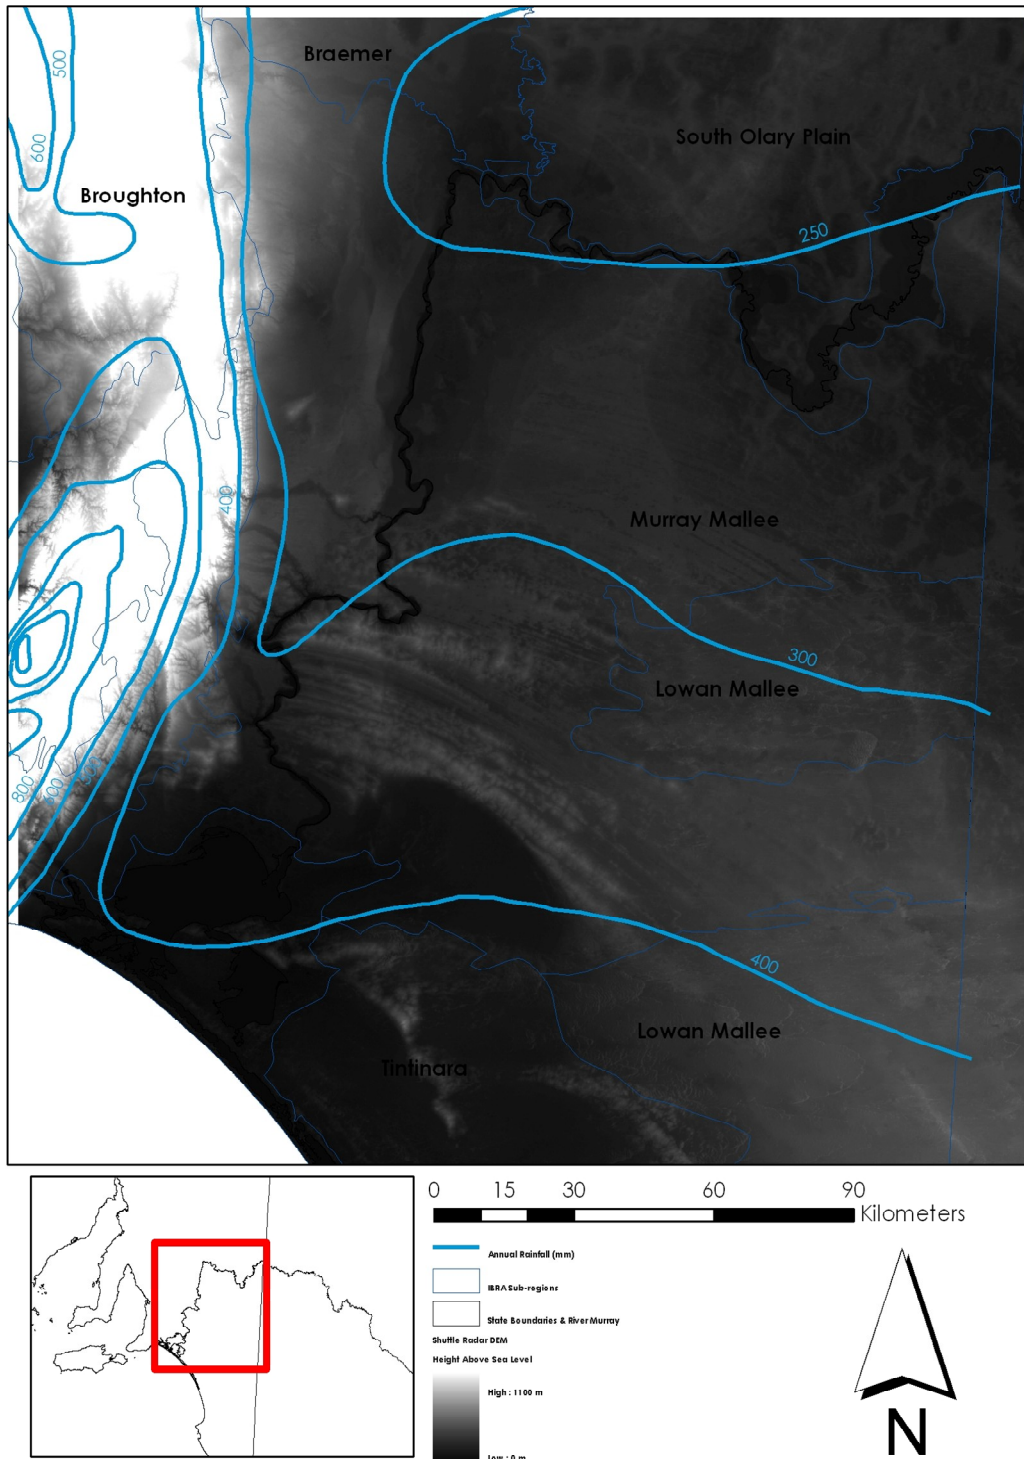 500
Braemer
600
South Olary Plain
Broughton
250
400
Murray Mallee
300
Lowan Mallee
800
400
Lowan Mallee
Tintinara
0 15 30 60 90
Kilometers
Annual Rainfall (mm)
IBRA Sub-regions
State Boundaries & River Murray
Shuttle Radar DEM
Height Above Sea Level
High : 1100 m
Low : 0 m
N